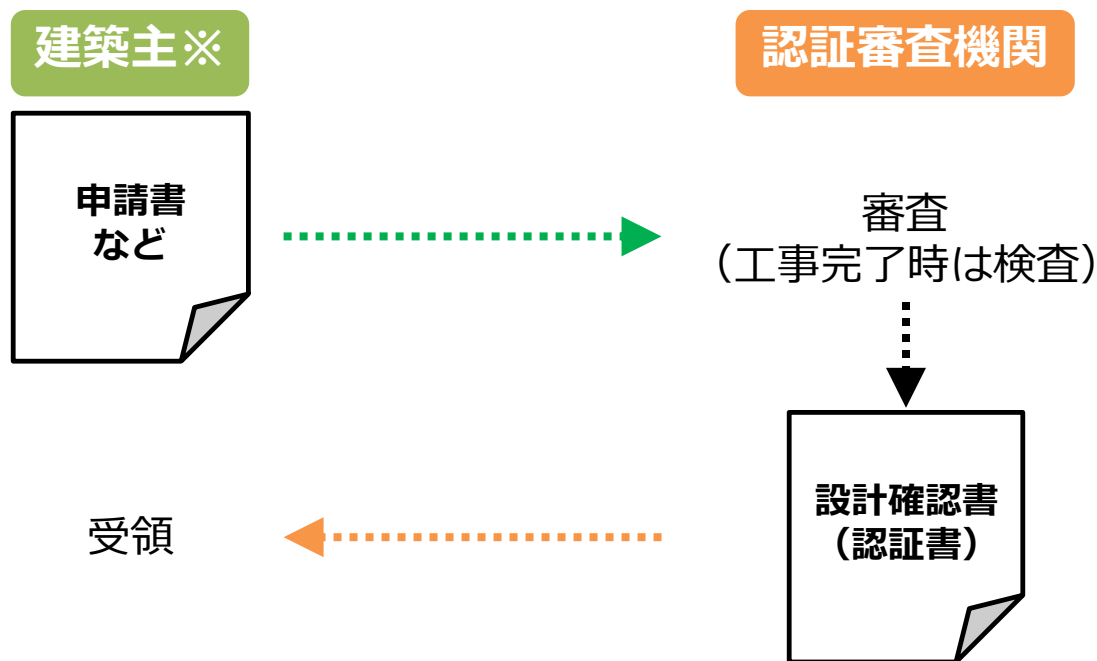 建築主※
認証審査機関
申請書
など
審査
（工事完了時は検査）
設計確認書
（認証書）
受領